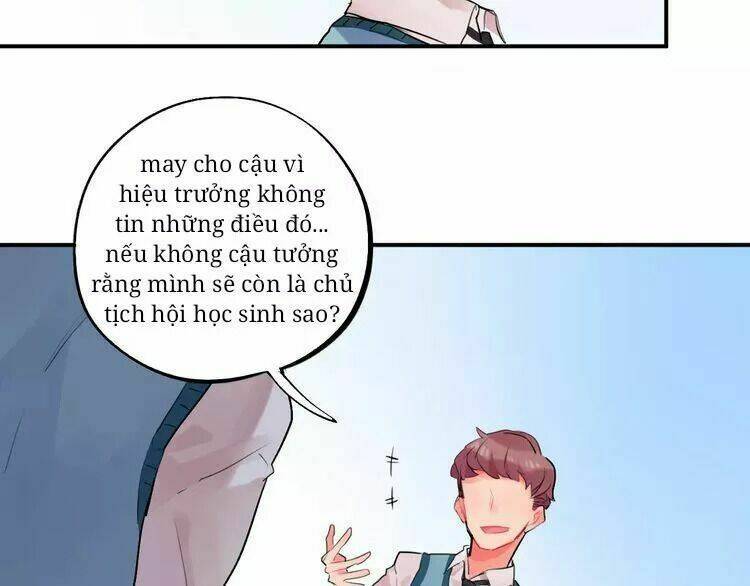 may cho cậu vì
hiệu trưởng không
tin những điều đó...
nếu không cậu tưởng
rằng mình sẽ còn là chủ
tịch hội học sinh sao?